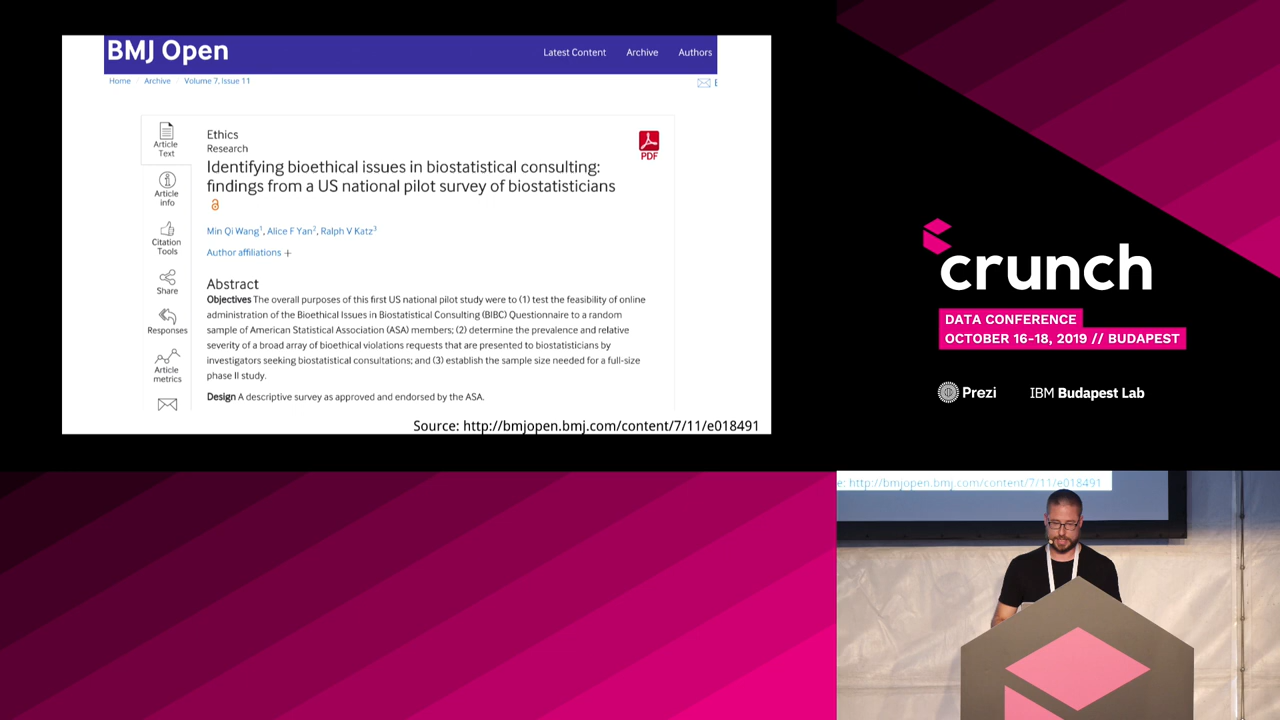 BMJ Open
Latest Content Archive Authors
Home Archive Volume 7, Issue 11
Article Text
Article info
Citation Tools
Share
Responses
Article metrics
Ethics
Research
PDF
Identifying bioethical issues in biostatistical consulting:
findings from a US national pilot survey of biostatisticians
Min Qi Wang1, Alice F Yan2, Ralph V Katz3
Author affiliations +
Abstract
Objectives The overall purposes of this first US national pilot study were to (1) test the feasibility of online
administration of the Bioethical Issues in Biostatistical Consulting (BIBC) Questionnaire to a random
sample of American Statistical Association (ASA) members; (2) determine the prevalence and relative
severity of a broad array of bioethical violations requests that are presented to biostatisticians by
investigators seeking biostatistical consultations; and (3) establish the sample size needed for a full-size
phase II study.
Design A descriptive survey as approved and endorsed by the ASA.
Source: http://bmjopen.bmj.com/content/7/11/e018491
crunch
DATA CONFERENCE
OCTOBER 16-18, 2019 // BUDAPEST
Prezi IBM Budapest Lab
e: http://bmjopen.bmj.com/content/7/11/e018491